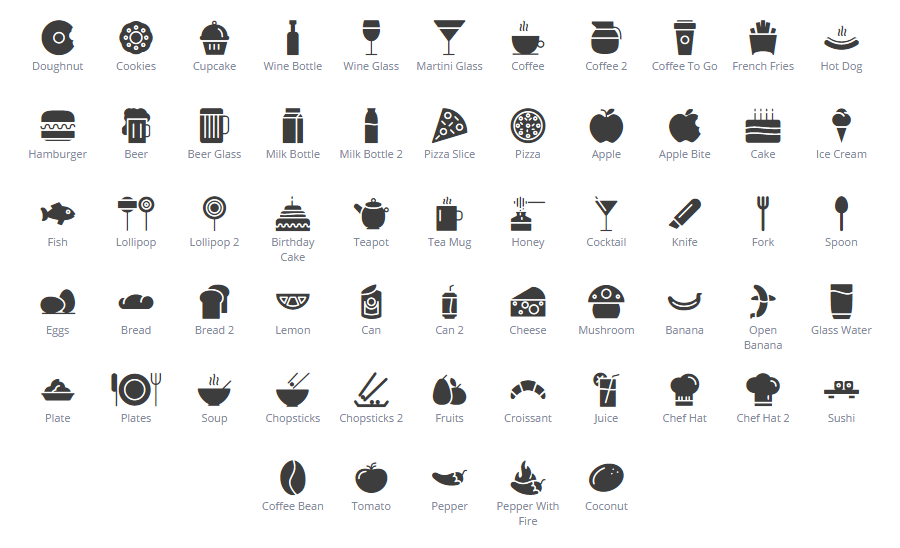 Doughnut Cookies Cupcake Wine Bottle Wine Glass Martini Glass Coffee Coffee 2 Coffee To Go French Fries Hot Dog
Hamburger Beer Beer Glass Milk Bottle Milk Bottle 2 Pizza Slice Pizza Apple Apple Bite Cake Ice Cream
Fish Lollipop Lollipop 2 Birthday Cake Teapot Tea Mug Honey Cocktail Knife Fork Spoon
Eggs Bread Bread 2 Lemon Can Can 2 Cheese Mushroom Banana Open Banana Glass Water
Plate Plates Soup Chopsticks Chopsticks 2 Fruits Croissant Juice Chef Hat Chef Hat 2 Sushi
Coffee Bean Tomato Pepper Pepper With Fire Coconut